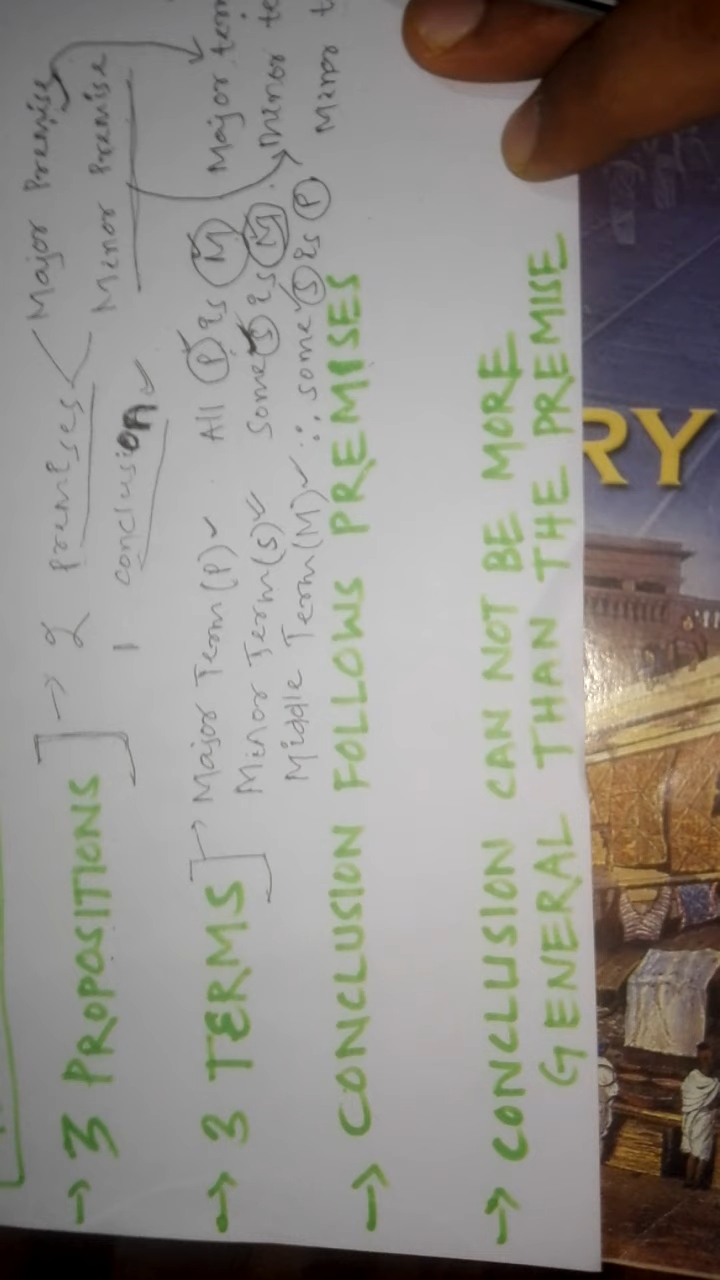 → 3 PROPOSITIONS ] → 2 Premises < Major Premise
Minor Premise
1 conclusion ✓
→ 3 TERMS ] → Major Term (P) ✓ All P is M Major term
Minor Term (S) ✓ Some S is M. Minor te
Middle Term (M) ✓ ∴ some S is P
→ CONCLUSION FOLLOWS PREMISES
→ CONCLUSION CAN NOT BE MORE
GENERAL THAN THE PREMISE
RY